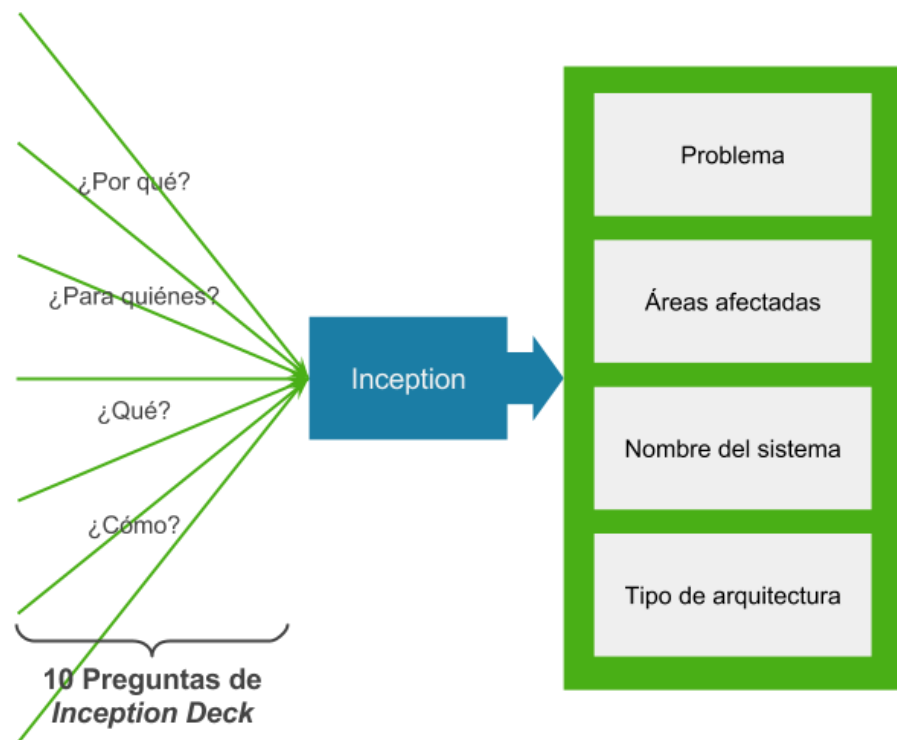 ¿Por qué?
¿Para quiénes?
¿Qué?
¿Cómo?
10 Preguntas de
Inception Deck
Inception
Problema
Áreas afectadas
Nombre del sistema
Tipo de arquitectura